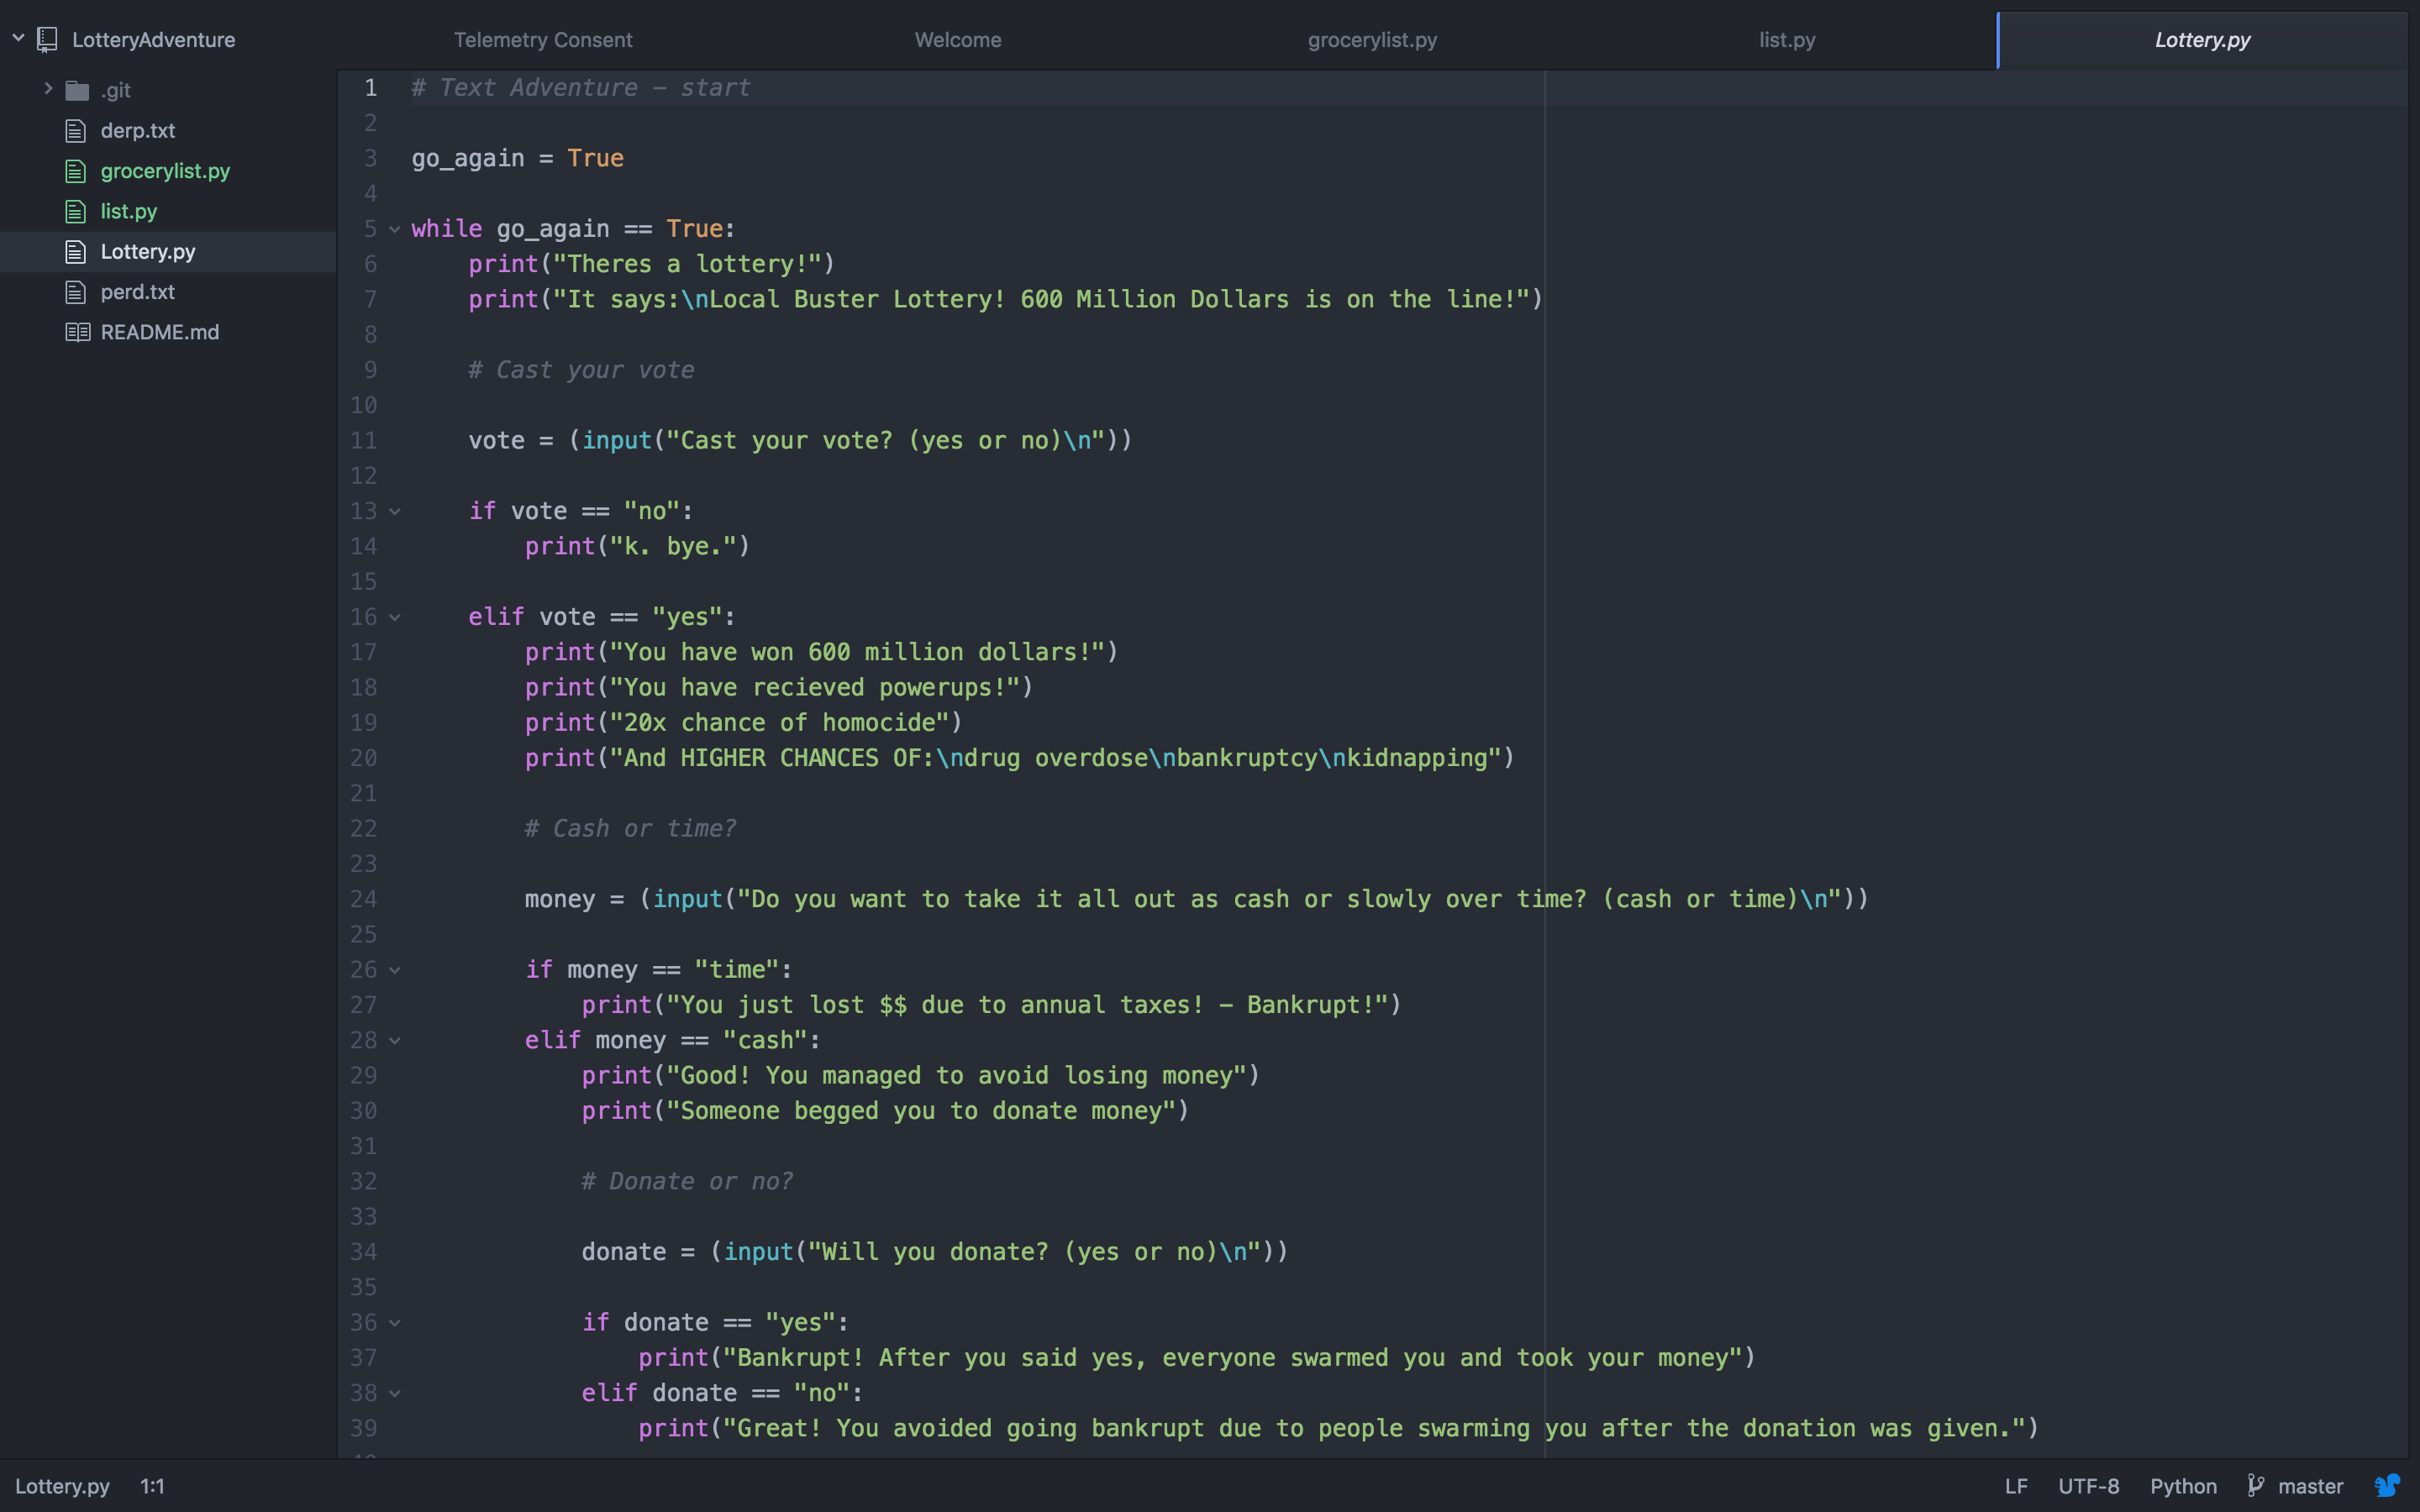 LotteryAdventure
.git
derp.txt
grocerylist.py
list.py
Lottery.py
perd.txt
README.md
Telemetry Consent Welcome grocerylist.py list.py Lottery.py
1 # Text Adventure - start
2
3 go_again = True
4
5 while go_again == True:
6     print("Theres a lottery!")
7     print("It says:\nLocal Buster Lottery! 600 Million Dollars is on the line!")
8
9     # Cast your vote
10
11     vote = (input("Cast your vote? (yes or no)\n"))
12
13     if vote == "no":
14         print("k. bye.")
15
16     elif vote == "yes":
17         print("You have won 600 million dollars!")
18         print("You have recieved powerups!")
19         print("20x chance of homocide")
20         print("And HIGHER CHANCES OF:\ndrug overdose\nbankruptcy\nkidnapping")
21
22         # Cash or time?
23
24         money = (input("Do you want to take it all out as cash or slowly over time? (cash or time)\n"))
25
26         if money == "time":
27             print("You just lost $$ due to annual taxes! - Bankrupt!")
28         elif money == "cash":
29             print("Good! You managed to avoid losing money")
30             print("Someone begged you to donate money")
31
32             # Donate or no?
33
34             donate = (input("Will you donate? (yes or no)\n"))
35
36             if donate == "yes":
37                 print("Bankrupt! After you said yes, everyone swarmed you and took your money")
38             elif donate == "no":
39                 print("Great! You avoided going bankrupt due to people swarming you after the donation was given.")
Lottery.py 1:1 LF UTF-8 Python master